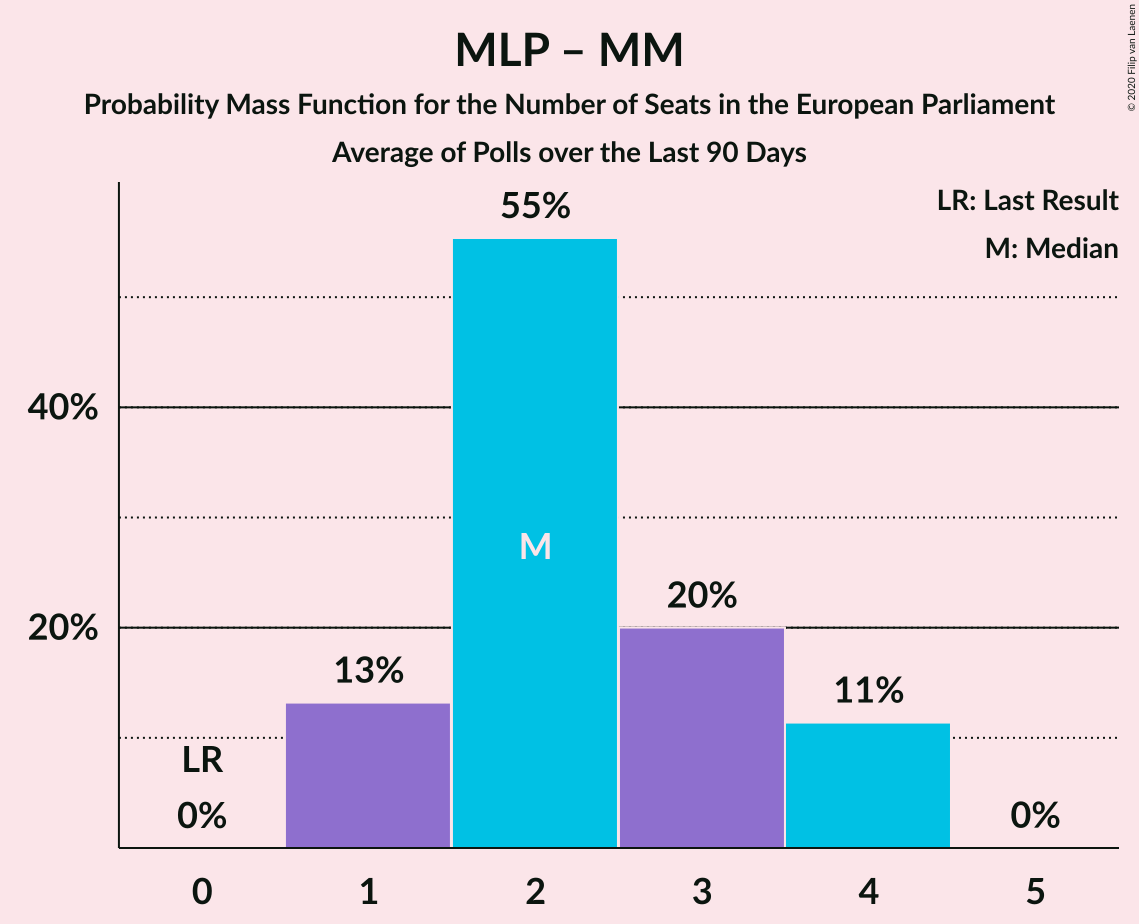 MLP – MM
Probability Mass Function for the Number of Seats in the European Parliament
Average of Polls over the Last 90 Days
© 2020 Filip van Laenen
LR: Last Result
M: Median
55%
40%
M
20%
20%
13%
11%
LR
0%
0%
0 1 2 3 4 5